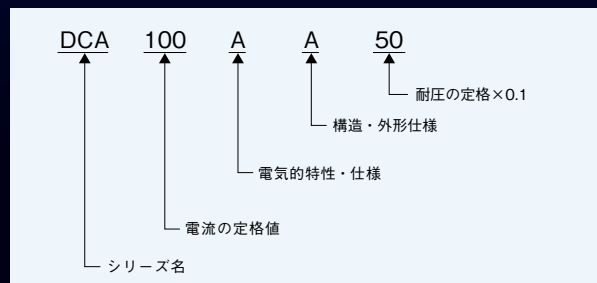 DCA 100 A A 50
耐圧の定格×0.1
構造・外形仕様
電気的特性・仕様
電流の定格値
シリーズ名